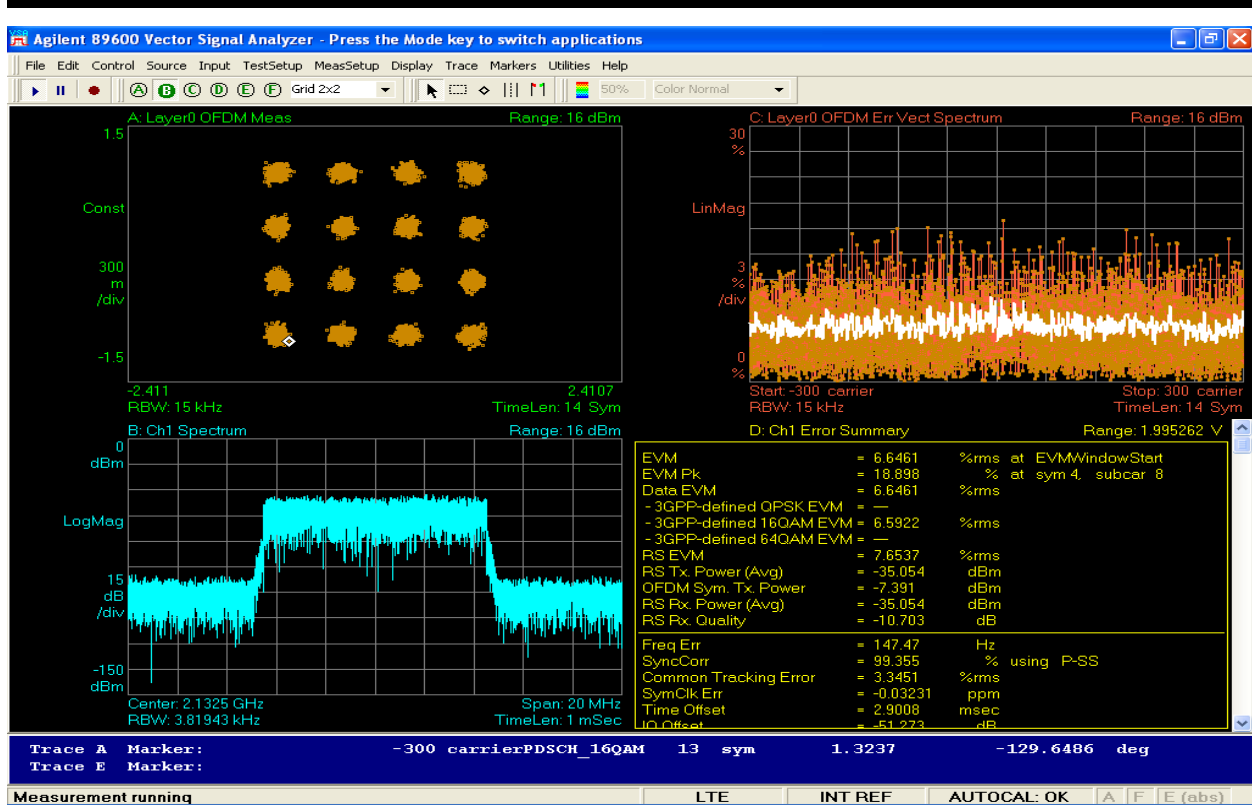 Agilent 89600 Vector Signal Analyzer - Press the Mode key to switch applications
File Edit Control Source Input TestSetup MeasSetup Display Trace Markers Utilities Help
A B C D E F Grid 2x2 50% Color Normal
A: Layer0 OFDM Meas Range: 16 dBm
1.5
Const
300
m
/div
-1.5
-2.411 2.4107
RBW: 15 kHz TimeLen: 14 Sym
C: Layer0 OFDM Err Vect Spectrum Range: 16 dBm
30
%
LinMag
3
%
/div
0
%
Start: -300 carrier Stop: 300 carrier
RBW: 15 kHz TimeLen: 14 Sym
B: Ch1 Spectrum Range: 16 dBm
0
dBm
LogMag
15
dB
/div
-150
dBm
Center: 2.1325 GHz Span: 20 MHz
RBW: 3.81943 kHz TimeLen: 1 mSec
D: Ch1 Error Summary Range: 1.995262 V
EVM = 6.6461 %rms at EVMWindowStart
EVM Pk = 18.898 % at sym 4, subcar 8
Data EVM = 6.6461 %rms
- 3GPP-defined QPSK EVM = —
- 3GPP-defined 16QAM EVM = 6.5922 %rms
- 3GPP-defined 64QAM EVM = —
RS EVM = 7.6537 %rms
RS Tx. Power (Avg) = -35.054 dBm
OFDM Sym. Tx. Power = -7.391 dBm
RS Rx. Power (Avg) = -35.054 dBm
RS Rx. Quality = -10.703 dB
Freq Err = 147.47 Hz
SyncCorr = 99.355 % using P-SS
Common Tracking Error = 3.3451 %rms
SymClk Err = -0.03231 ppm
Time Offset = 2.9008 msec
IQ Offset = -51.273 dB
Trace A Marker: -300 carrierPDSCH_16QAM 13 sym 1.3237 -129.6486 deg
Trace E Marker:
Measurement running LTE INT REF AUTOCAL: OK A F E (abs)